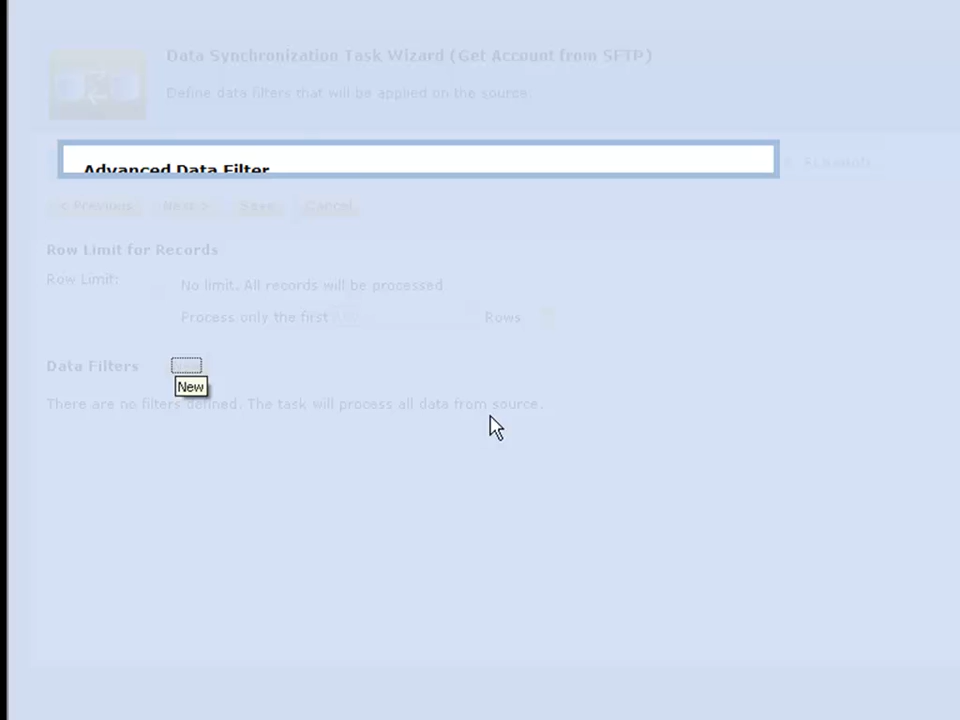 Data Synchronization Task Wizard (Get Account from SFTP)
Define data filters that will be applied on the source.
Advanced Data Filter
< Previous Next > Save Cancel
Row Limit for Records
Row Limit:
No limit. All records will be processed
Process only the first Rows
Data Filters
New
There are no filters defined. The task will process all data from source.